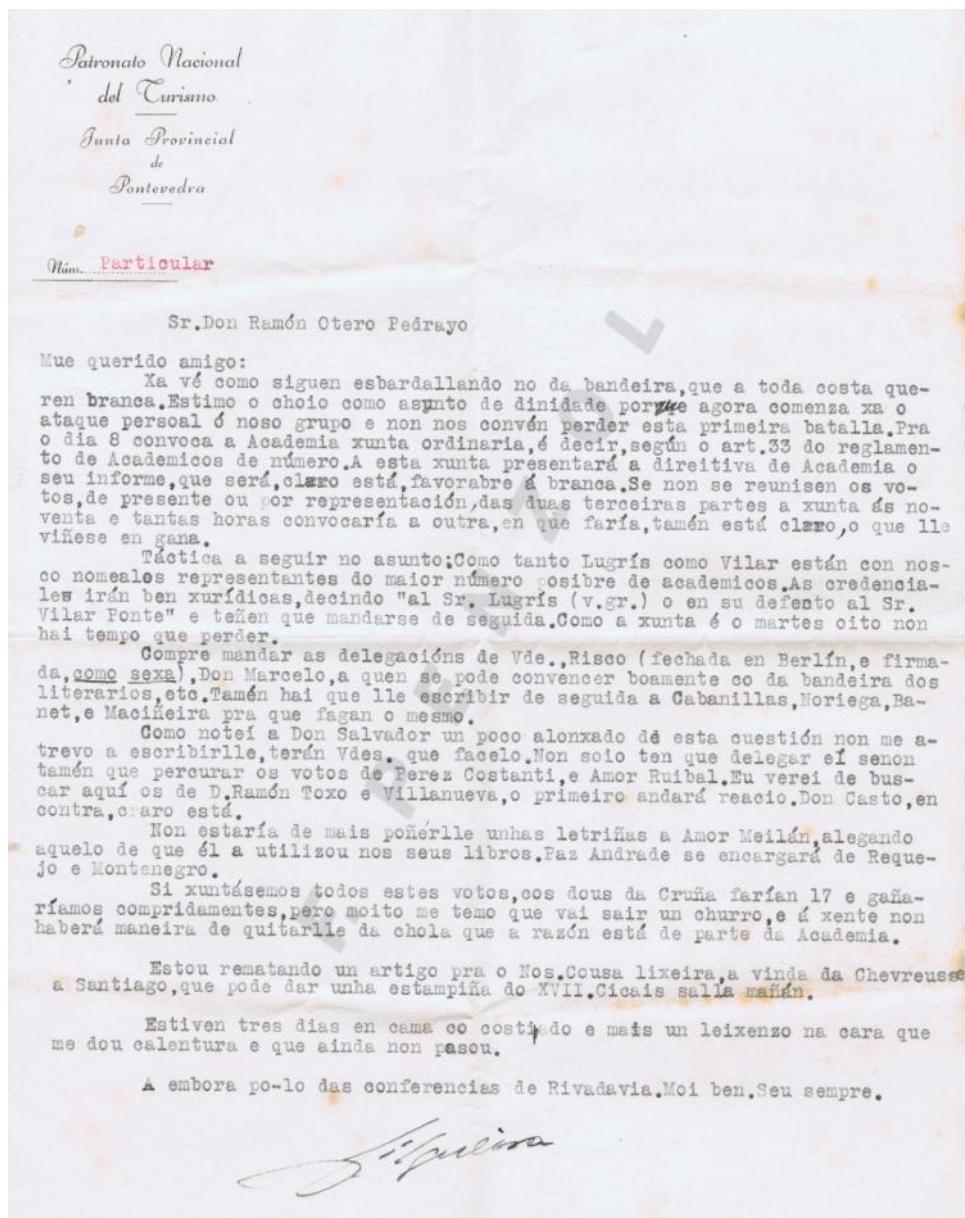 Patronato Nacional
del Turismo
Junta Provincial
de
Pontevedra
Núm. Particular
Sr.Don Ramón Otero Pedrayo
Mue querido amigo:
Xa vé como siguen esbardallando no da bandeira,que a toda costa que-
ren branca.Estimo o choio como asunto de dinidade porque agora comenza xa o
ataque persoal ó noso grupo e non nos convén perder esta primeira batalla.Pra
o dia 8 convoca a Academia xunta ordinaria,é decir,según o art.33 do reglamen-
to de Academicos de número.A esta xunta presentará a direitiva de Academia o
seu informe,que será,claro está,favorabre á branca.Se non se reunisen os vo-
tos,de presente ou por representación,das duas terceiras partes a xunta ás no-
venta e tantas horas convocaría a outra,en que faría,tamén está claro,o que lle
viñese en gana.
Táctica a seguir no asunto:Como tanto Lugrís como Vilar están con nos-
co nomealos representantes do maior número posibre de academicos.As credencia-
les irán ben xurídicas,decindo "al Sr. Lugrís (v.gr.) o en su defecto al Sr.
Vilar Ponte" e teñen que mandarse de seguida.Como a xunta é o martes oito non
hai tempo que perder.
Compre mandar as delegacións de Vde.,Risco (fechada en Berlín,e firma-
da,como sexa),Don Marcelo,a quen se pode convencer boamente co da bandeira dos
literarios,etc.Tamén hai que lle escribir de seguida a Cabanillas,Noriega,Ba-
net,e Maciñeira pra que fagan o mesmo.
Como noteí a Don Salvador un poco alonxado dé esta cuestión non me a-
trevo a escribirlle,terán Vdes. que facelo.Non soio ten que delegar eí senon
tamén que percurar os votos de Perez Costanti,e Amor Ruibal.Eu verei de bus-
car aquí os de D.Ramón Toxo e Villanueva,o primeiro andará reacio.Don Casto,en
contra,craro está.
Non estaría de mais poñerlle unhas letriñas a Amor Meilán,alegando
aquelo de que él a utilizou nos seus libros.Paz Andrade se encargará de Reque-
jo e Montenegro.
Si xuntásemos todos estes votos,cos dous da Cruña farían 17 e gaña-
ríamos compridamentes,pero moito me temo que vai sair un churro,e á xente non
haberá maneira de quitarlle da chola que a razón está de parte da Academia.
Estou rematando un artigo pra o Nos.Cousa lixeira,a vinda da Chevreusse
a Santiago,que pode dar unha estampiña do XVII.Cicais salla mañán.
Estiven tres dias en cama co costipado e mais un leixenzo na cara que
me dou calentura e que ainda non pasou.
A embora po-lo das conferencias de Rivadavia.Moi ben.Seu sempre.
Filgueira
F. PENZOL